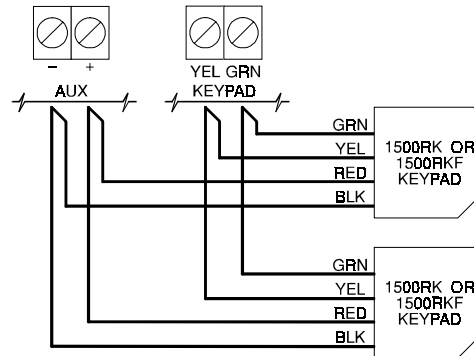 − +
AUX
YEL GRN
KEYPAD
GRN
YEL
RED
BLK
1500RK OR
1500RKF
KEYPAD
GRN
YEL
RED
BLK
1500RK OR
1500RKF
KEYPAD